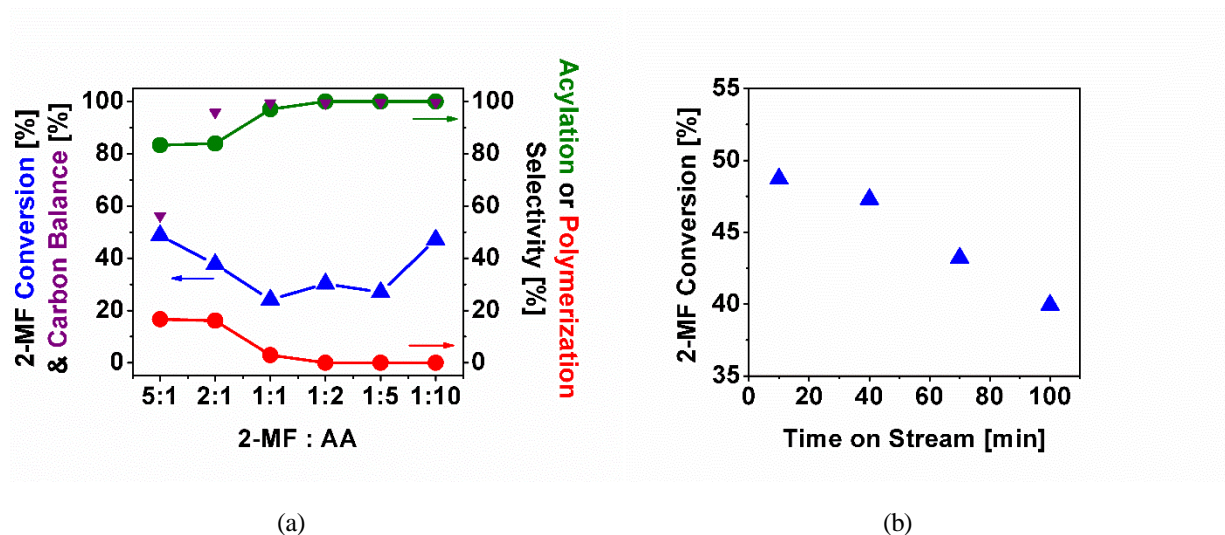 2-MF Conversion [%]
& Carbon Balance [%]
100
80
60
40
20
0
100
80
60
40
20
0
Acylation or Polymerization
Selectivity [%]
5:1 2:1 1:1 1:2 1:5 1:10
2-MF : AA
2-MF Conversion [%]
55
50
45
40
35
0 20 40 60 80 100
Time on Stream [min]
(a) (b)